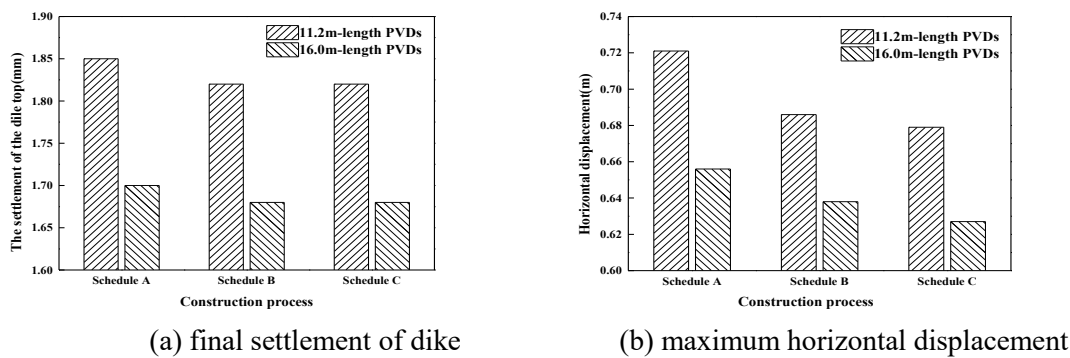 1.90
1.85
1.80
1.75
1.70
1.65
1.60
The settlement of the dile top(mm)
11.2m-length PVDs
16.0m-length PVDs
Schedule A Schedule B Schedule C
Construction process
(a) final settlement of dike
0.74
0.72
0.70
0.68
0.66
0.64
0.62
0.60
Horizontal displacement(m)
11.2m-length PVDs
16.0m-length PVDs
Schedule A Schedule B Schedule C
Construction process
(b) maximum horizontal displacement